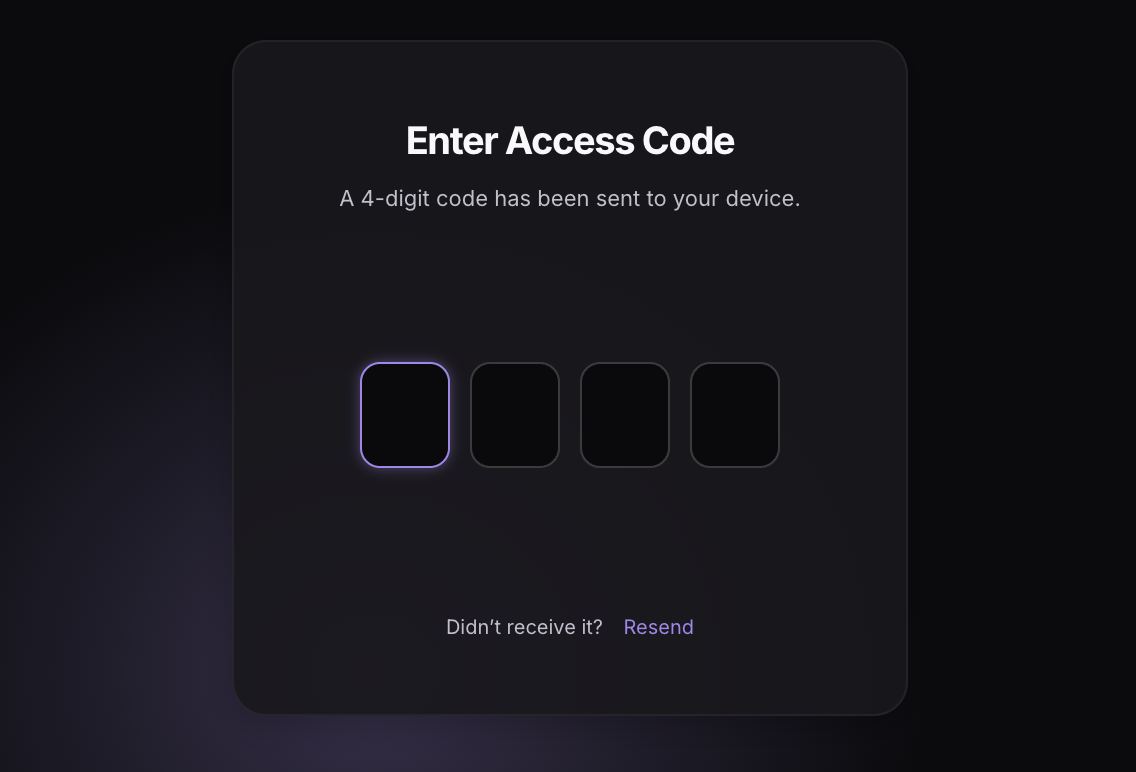 Enter Access Code
A 4-digit code has been sent to your device.
Didn’t receive it? Resend